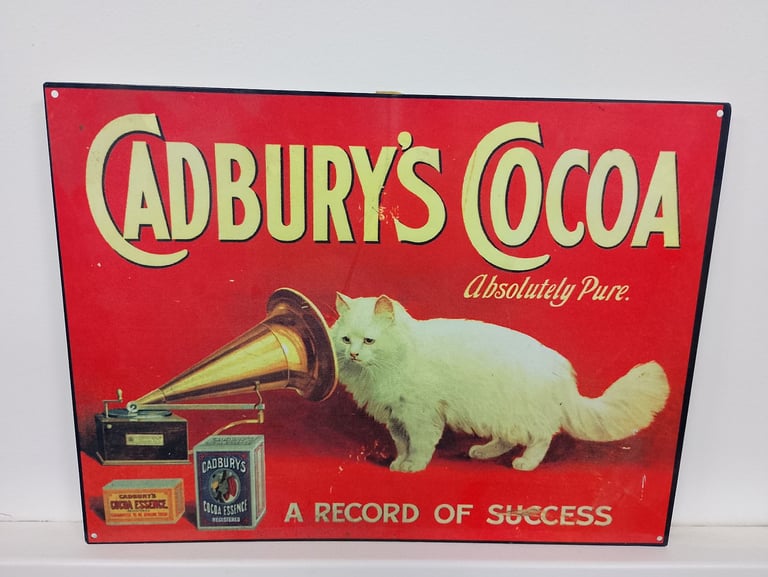 CADBURY'S COCOA
Absolutely Pure.
CADBURYS
COCOA ESSENCE
REGISTERED
CADBURY'S
COCOA ESSENCE
A RECORD OF SUCCESS